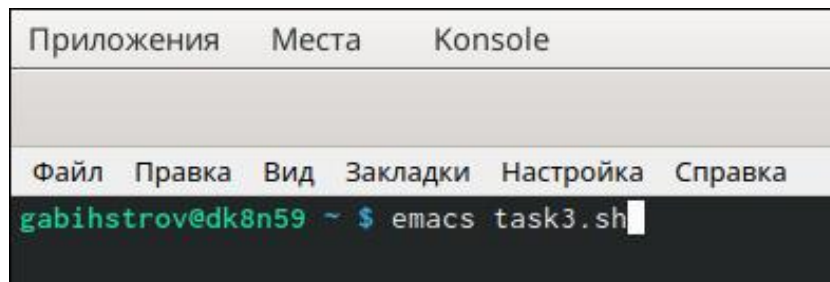 Приложения Места Konsole
Файл Правка Вид Закладки Настройка Справка
gabihstrov@dk8n59 ~ $ emacs task3.sh